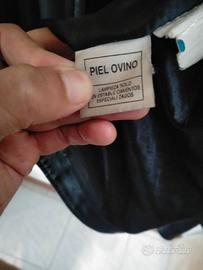 PIEL OVINO
LIMPIEZA SOLO
EN ESTABLECIMIENTOS
ESPECIALIZADOS